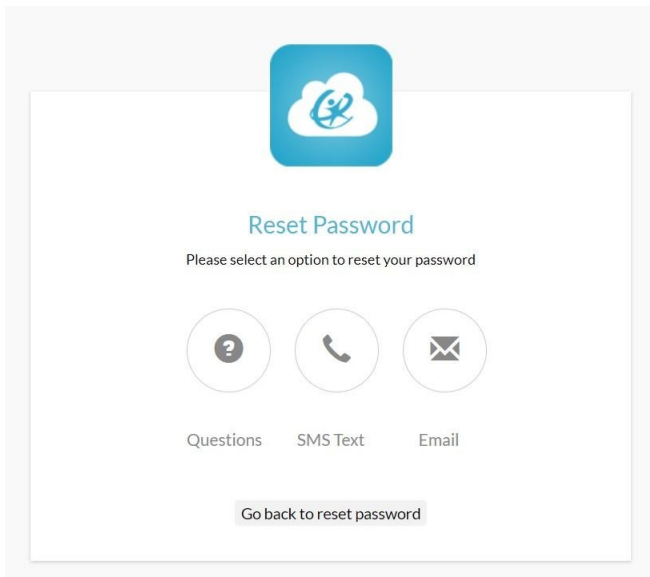 Reset Password
Please select an option to reset your password
?
Questions SMS Text Email
Go back to reset password